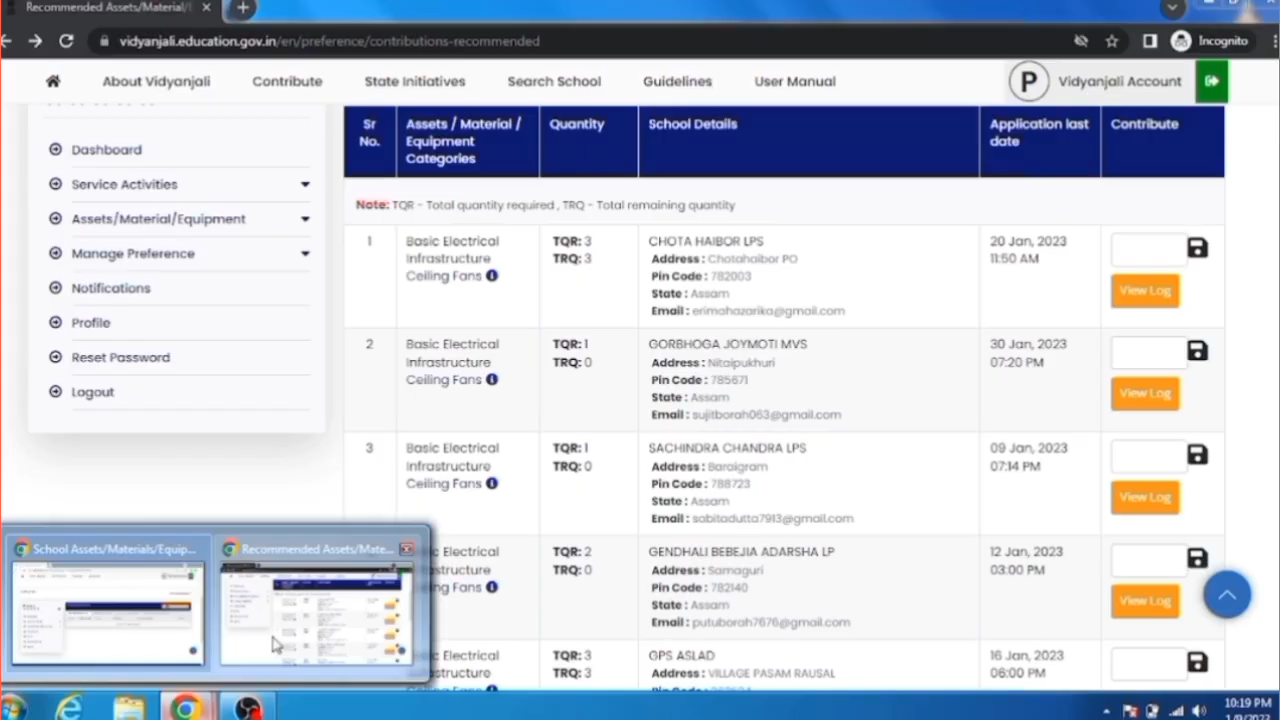 Recommended Assets/Material/
vidyanjali.education.gov.in/en/preference/contributions-recommended
Incognito
About Vidyanjali
Contribute
State Initiatives
Search School
Guidelines
User Manual
P
Vidyanjali Account
Dashboard
Service Activities
Assets/Material/Equipment
Manage Preference
Notifications
Profile
Reset Password
Logout
Sr
No.
Assets / Material /
Equipment
Categories
Quantity
School Details
Application last
date
Contribute
Note: TQR - Total quantity required , TRQ - Total remaining quantity
1
Basic Electrical
Infrastructure
Ceiling Fans
TQR: 3
TRQ: 3
CHOTA HAIBOR LPS
Address : Chotahaibor PO
Pin Code : 782003
State : Assam
Email : erimahazarika@gmail.com
20 Jan, 2023
11:50 AM
View Log
2
Basic Electrical
Infrastructure
Ceiling Fans
TQR: 1
TRQ: 0
GORBHOGA JOYMOTI MVS
Address : Nitaipukhuri
Pin Code : 785671
State : Assam
Email : sujitborah063@gmail.com
30 Jan, 2023
07:20 PM
View Log
3
Basic Electrical
Infrastructure
Ceiling Fans
TQR: 1
TRQ: 0
SACHINDRA CHANDRA LPS
Address : Baraigram
Pin Code : 788723
State : Assam
Email : sabitadutta7913@gmail.com
09 Jan, 2023
07:14 PM
View Log
Electrical
TQR: 2
TRQ: 0
GENDHALI BEBEJIA ADARSHA LP
Address : Samaguri
Pin Code : 782140
State : Assam
Email : putuborah7676@gmail.com
12 Jan, 2023
03:00 PM
View Log
Electrical
TQR: 3
TRQ: 3
GPS ASLAD
Address : VILLAGE PASAM RAUSAL
16 Jan, 2023
06:00 PM
School Assets/Materials/Equip...
Recommended Assets/Mate...
10:19 PM